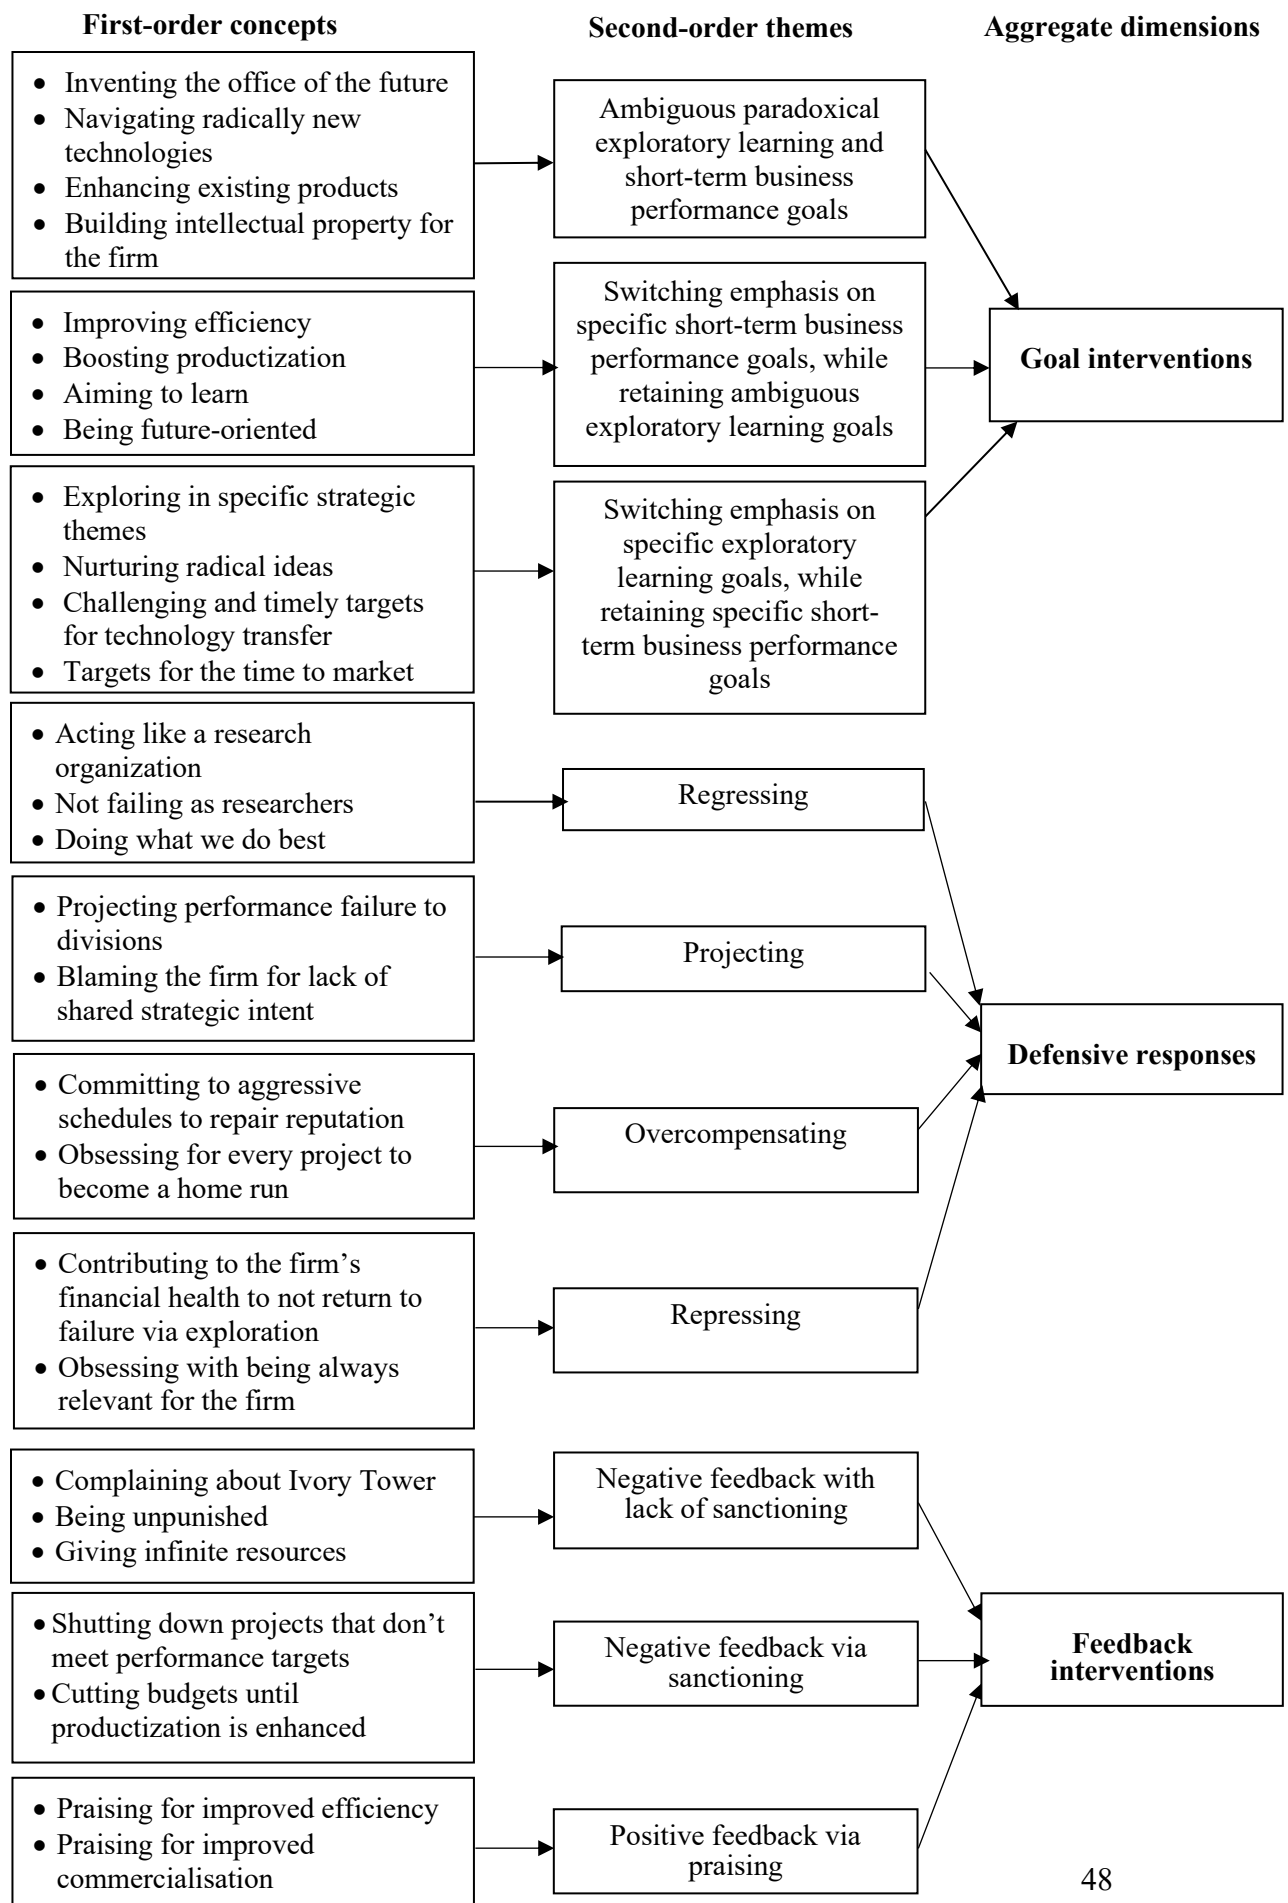 First-order concepts
Second-order themes
Aggregate dimensions
• Inventing the office of the future
• Navigating radically new
technologies
• Enhancing existing products
• Building intellectual property for
the firm
Ambiguous paradoxical
exploratory learning and
short-term business
performance goals
• Improving efficiency
• Boosting productization
• Aiming to learn
• Being future-oriented
Switching emphasis on
specific short-term business
performance goals, while
retaining ambiguous
exploratory learning goals
Goal interventions
• Exploring in specific strategic
themes
• Nurturing radical ideas
• Challenging and timely targets
for technology transfer
• Targets for the time to market
Switching emphasis on
specific exploratory
learning goals, while
retaining specific short-
term business performance
goals
• Acting like a research
organization
• Not failing as researchers
• Doing what we do best
Regressing
• Projecting performance failure to
divisions
• Blaming the firm for lack of
shared strategic intent
Projecting
Defensive responses
• Committing to aggressive
schedules to repair reputation
• Obsessing for every project to
become a home run
Overcompensating
• Contributing to the firm’s
financial health to not return to
failure via exploration
• Obsessing with being always
relevant for the firm
Repressing
• Complaining about Ivory Tower
• Being unpunished
• Giving infinite resources
Negative feedback with
lack of sanctioning
• Shutting down projects that don’t
meet performance targets
• Cutting budgets until
productization is enhanced
Negative feedback via
sanctioning
Feedback
interventions
• Praising for improved efficiency
• Praising for improved
commercialisation
Positive feedback via
praising
48